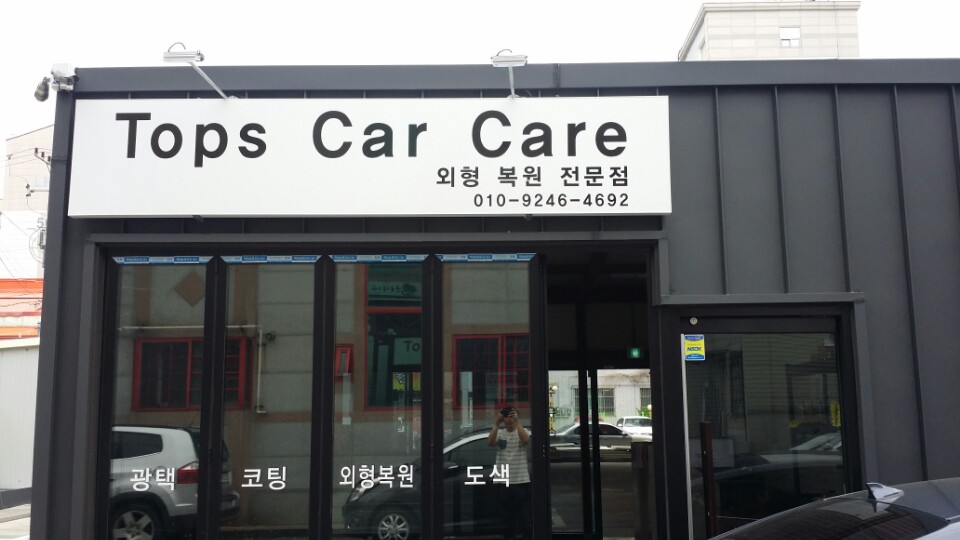 Tops Car Care
외형 복원 전문점
010-9246-4692
광택
코팅
외형복원
도색